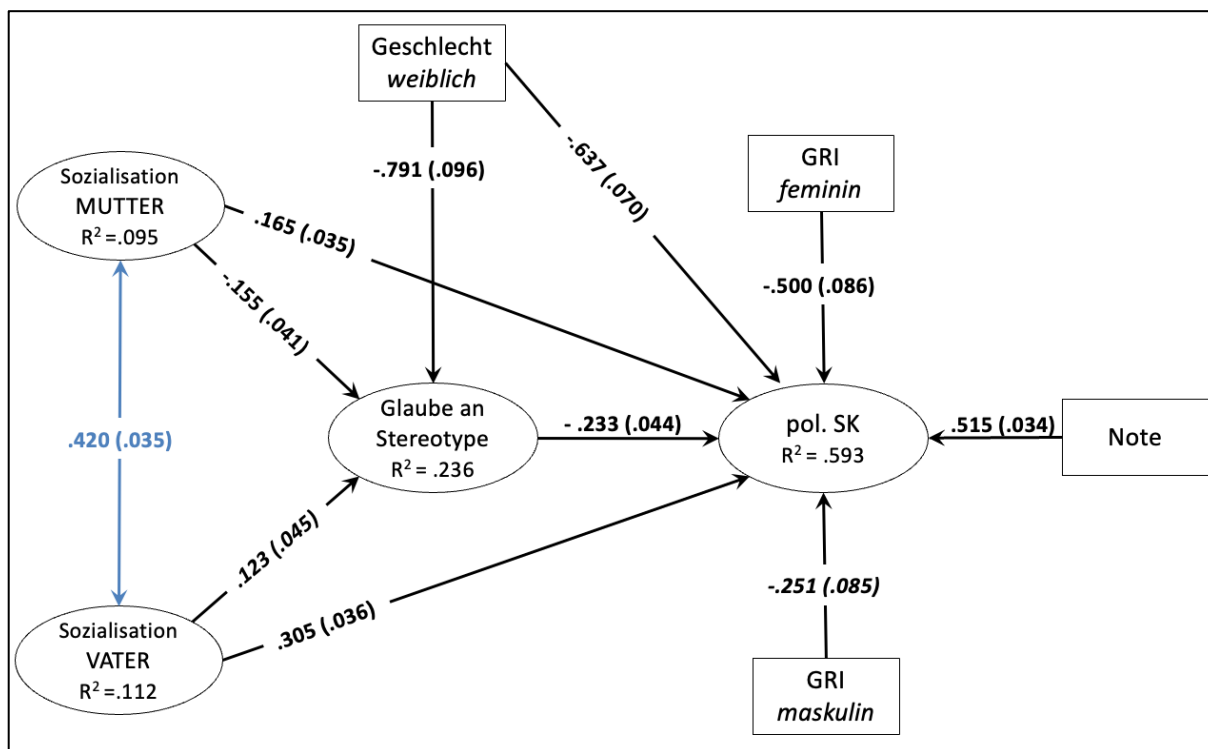 Geschlecht
weiblich
-.791 (.096)
-.637 (.070)
GRI
feminin
-.500 (.086)
Sozialisation
MUTTER
R² =.095
.165 (.035)
-.155 (.041)
.420 (.035)
Glaube an
Stereotype
R² = .236
- .233 (.044)
pol. SK
R² = .593
.515 (.034)
Note
.123 (.045)
.305 (.036)
-.251 (.085)
Sozialisation
VATER
R² =.112
GRI
maskulin